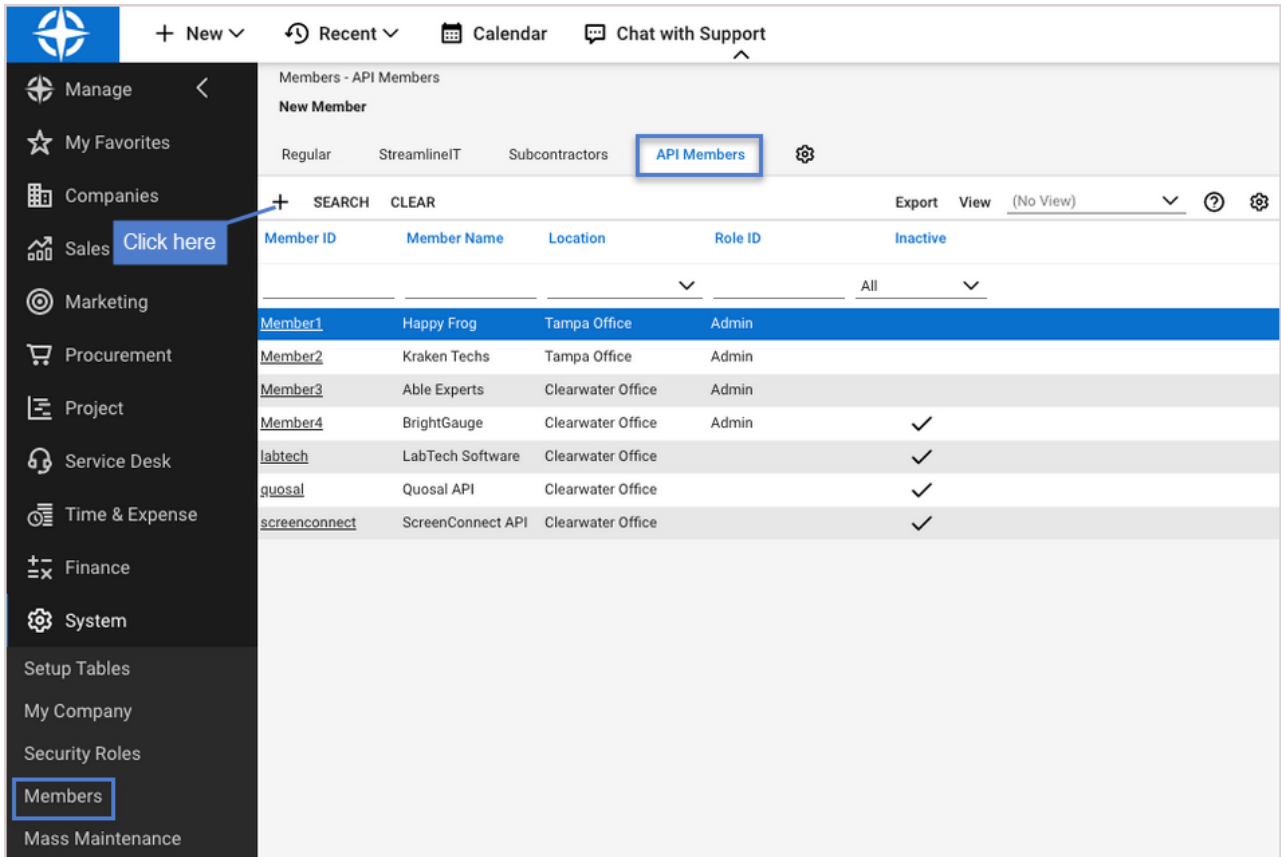 New Recent Calendar Chat with Support
Manage
My Favorites
Companies
Sales
Marketing
Procurement
Project
Service Desk
Time & Expense
Finance
System
Setup Tables
My Company
Security Roles
Members
Mass Maintenance
Members - API Members
New Member
Regular StreamlineIT Subcontractors API Members
+ SEARCH CLEAR Export View (No View)
Click here
Member ID Member Name Location Role ID Inactive
All
Member1 Happy Frog Tampa Office Admin
Member2 Kraken Techs Tampa Office Admin
Member3 Able Experts Clearwater Office Admin
Member4 BrightGauge Clearwater Office Admin
labtech LabTech Software Clearwater Office
quosal Quosal API Clearwater Office
screenconnect ScreenConnect API Clearwater Office